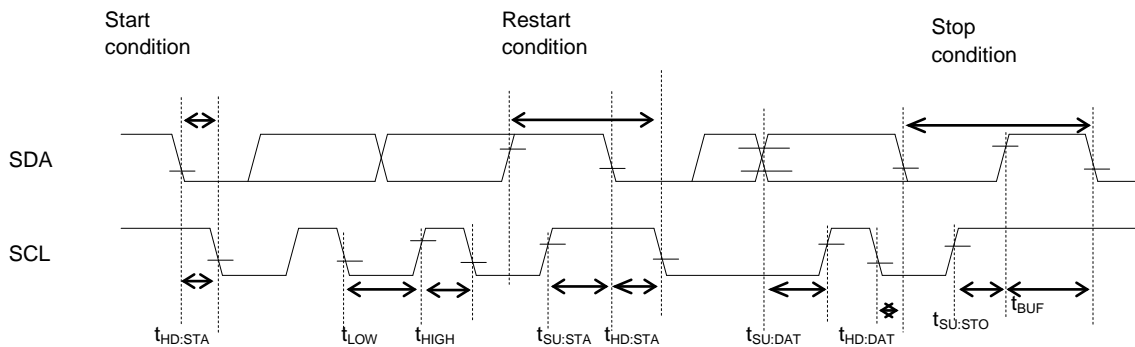 Start
condition
Restart
condition
Stop
condition
SDA
SCL
tHD:STA
tLOW
tHIGH
tSU:STA
tHD:STA
tSU:DAT
tHD:DAT
tSU:STO
tBUF